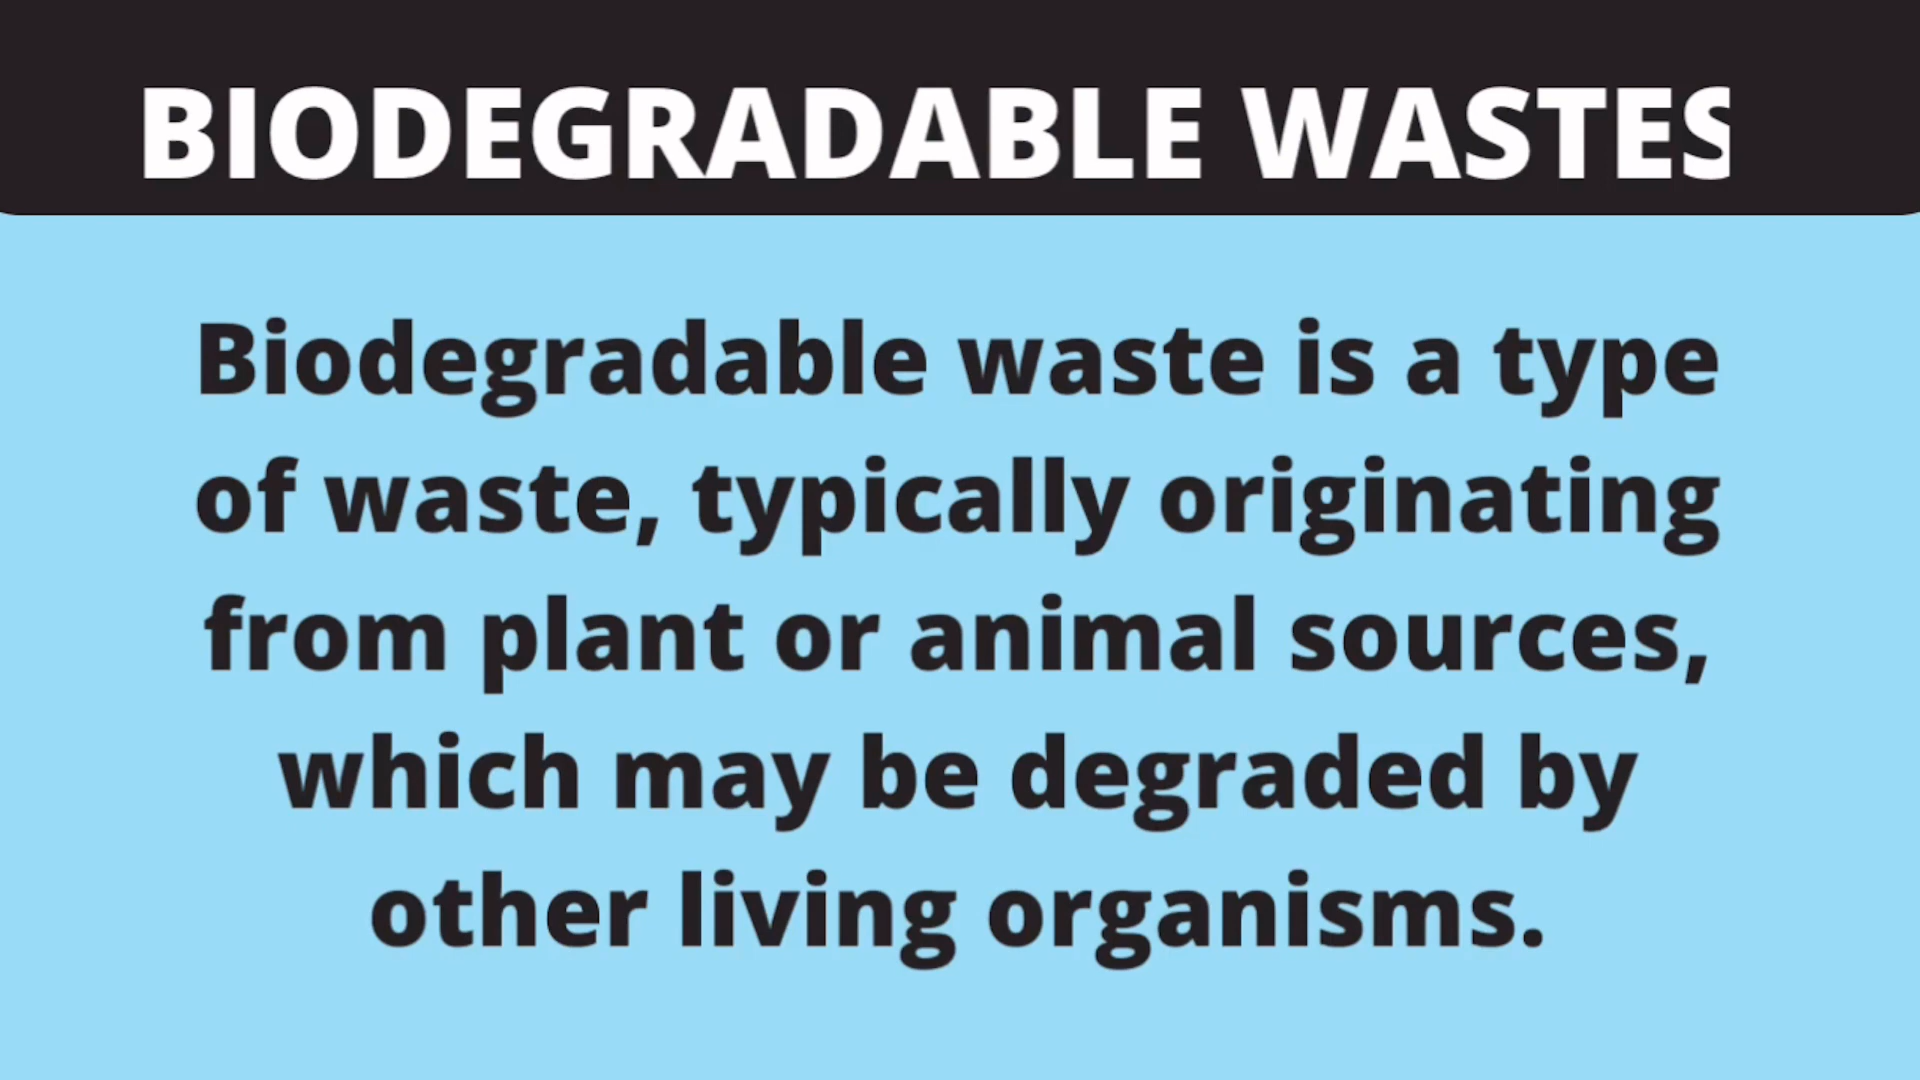 BIODEGRADABLE WASTES
Biodegradable waste is a type
of waste, typically originating
from plant or animal sources,
which may be degraded by
other living organisms.